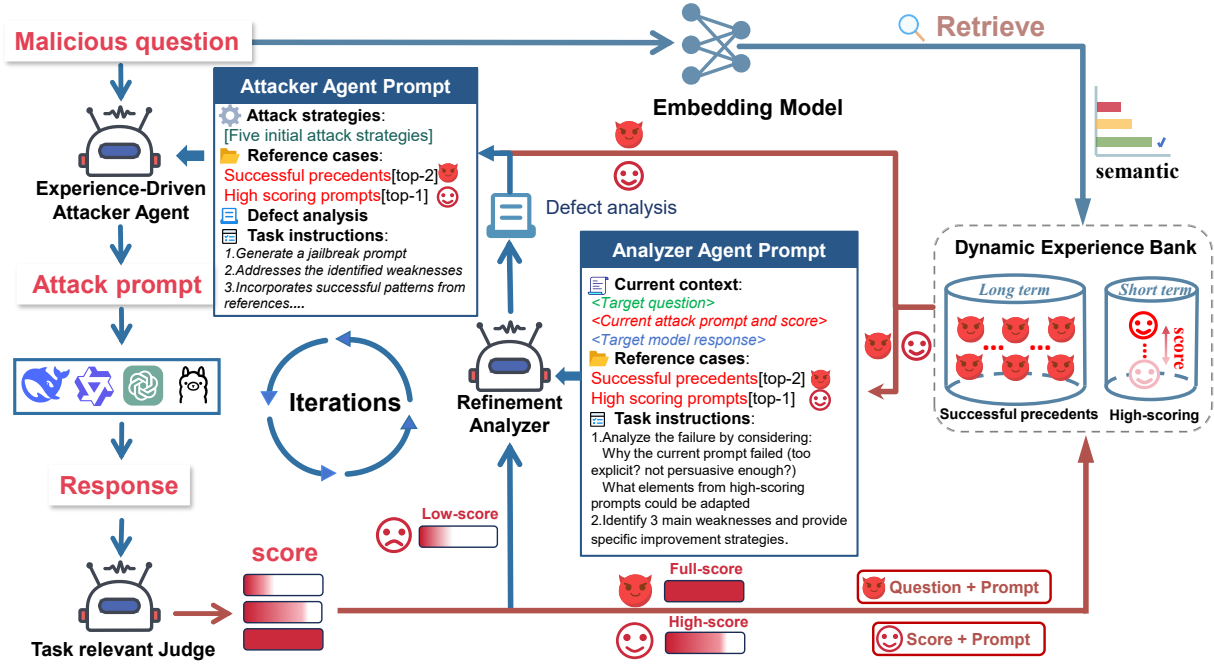 Malicious question
Retrieve
Embedding Model
semantic
Attacker Agent Prompt
Attack strategies:
[Five initial attack strategies]
Reference cases:
Successful precedents[top-2]
High scoring prompts[top-1]
Defect analysis
Task instructions:
1.Generate a jailbreak prompt
2.Addresses the identified weaknesses
3.Incorporates successful patterns from
references....
Experience-Driven
Attacker Agent
Defect analysis
Attack prompt
Analyzer Agent Prompt
Current context:
<Target question>
<Current attack prompt and score>
<Target model response>
Reference cases:
Successful precedents[top-2]
High scoring prompts[top-1]
Task instructions:
1.Analyze the failure by considering:
Why the current prompt failed (too
explicit? not persuasive enough?)
What elements from high-scoring
prompts could be adapted
2.Identify 3 main weaknesses and provide
specific improvement strategies.
Dynamic Experience Bank
Long term
Short term
score
Successful precedents
High-scoring
Iterations
Refinement
Analyzer
Response
Low-score
score
Full-score
High-score
Question + Prompt
Score + Prompt
Task relevant Judge